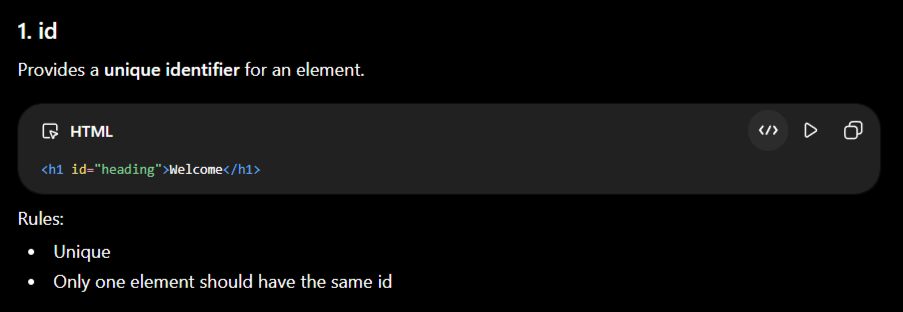 1. id
Provides a unique identifier for an element.
HTML
<h1 id="heading">Welcome</h1>
Rules:
• Unique
• Only one element should have the same id